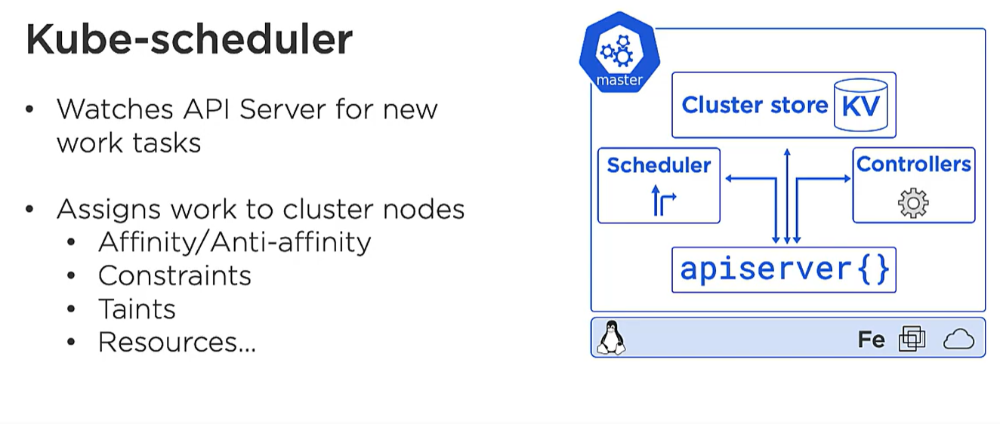 Kube-scheduler
• Watches API Server for new
work tasks
• Assigns work to cluster nodes
• Affinity/Anti-affinity
• Constraints
• Taints
• Resources...
master
Cluster store KV
Scheduler
Controllers
apiserver{}
Fe